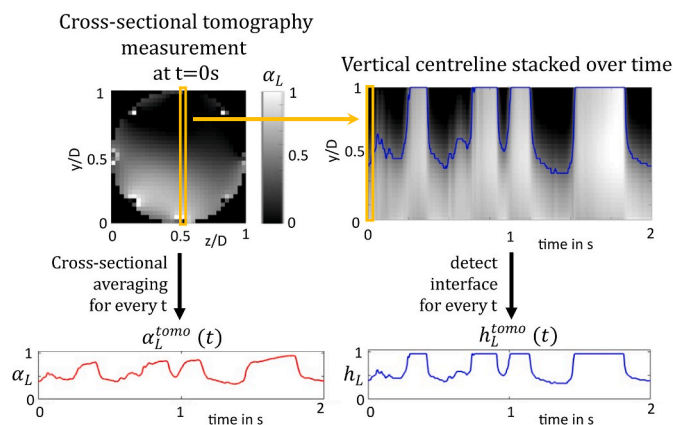 Cross-sectional tomography
measurement
at t=0s
α_L
Vertical centreline stacked over time
1
0.5
0
y/D
0 0.5 1
z/D
1
0.5
0
1
0.5
0
y/D
0 1 2
time in s
Cross-sectional
averaging
for every t
detect
interface
for every t
α_L^{tomo} (t)
h_L^{tomo} (t)
α_L
1
0
0 1 2
time in s
h_L
1
0
0 1 2
time in s